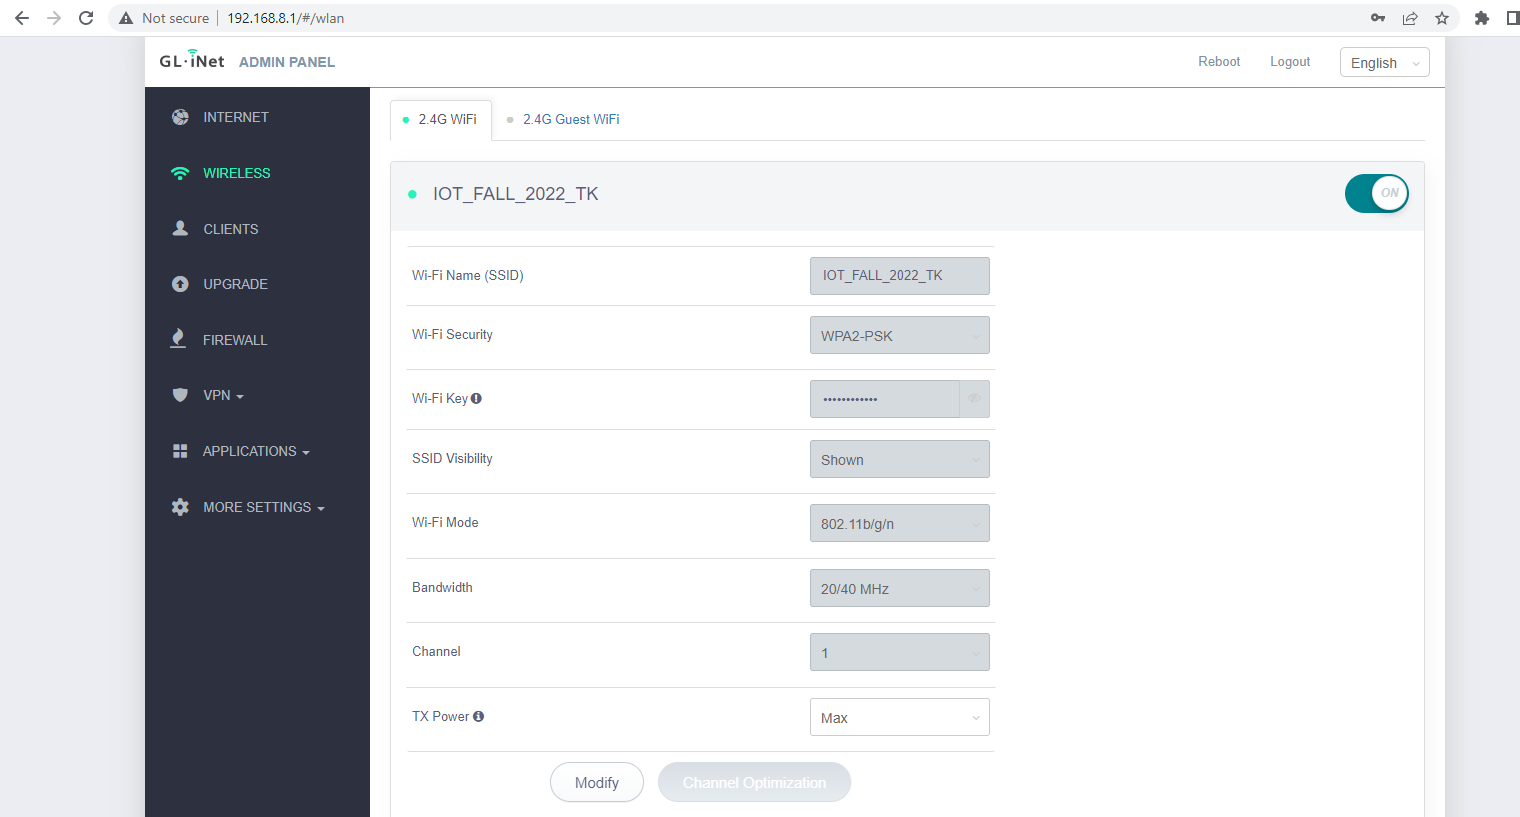 Not secure 192.168.8.1/#/wlan
GL·iNet ADMIN PANEL Reboot Logout English
INTERNET
WIRELESS
CLIENTS
UPGRADE
FIREWALL
VPN
APPLICATIONS
MORE SETTINGS
2.4G WiFi 2.4G Guest WiFi
IOT_FALL_2022_TK ON
Wi-Fi Name (SSID) IOT_FALL_2022_TK
Wi-Fi Security WPA2-PSK
Wi-Fi Key ••••••••••••
SSID Visibility Shown
Wi-Fi Mode 802.11b/g/n
Bandwidth 20/40 MHz
Channel 1
TX Power Max
Modify Channel Optimization